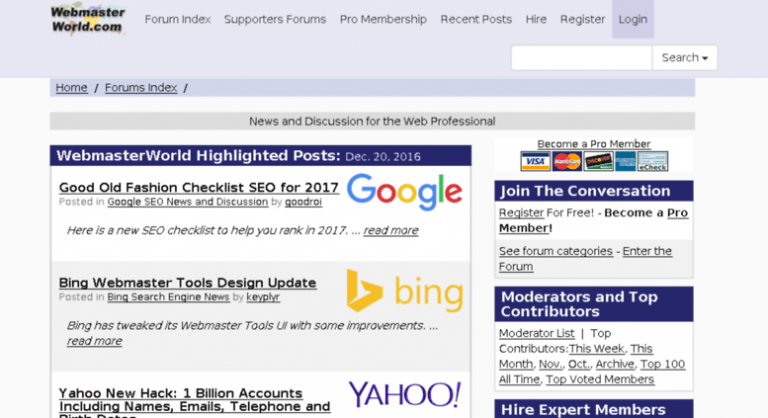 Webmaster
World.com
Forum Index Supporters Forums Pro Membership Recent Posts Hire Register Login
Search
Home / Forums Index /
News and Discussion for the Web Professional
WebmasterWorld Highlighted Posts: Dec. 20, 2016
Good Old Fashion Checklist SEO for 2017
Posted in Google SEO News and Discussion by goodroi
Google
Here is a new SEO checklist to help you rank in 2017. ... read more
Bing Webmaster Tools Design Update
Posted in Bing Search Engine News by keyplyr
bing
Bing has tweaked its Webmaster Tools UI with some improvements. ...
read more
Yahoo New Hack: 1 Billion Accounts
Including Names, Emails, Telephone and
Birth Dates
YAHOO!
Become a Pro Member
VISA MasterCard DISCOVER eCheck
Join The Conversation
Register For Free! - Become a Pro
Member!
See forum categories - Enter the
Forum
Moderators and Top
Contributors
Moderator List | Top
Contributors:This Week, This
Month, Nov., Oct., Archive, Top 100
All Time, Top Voted Members
Hire Expert Members